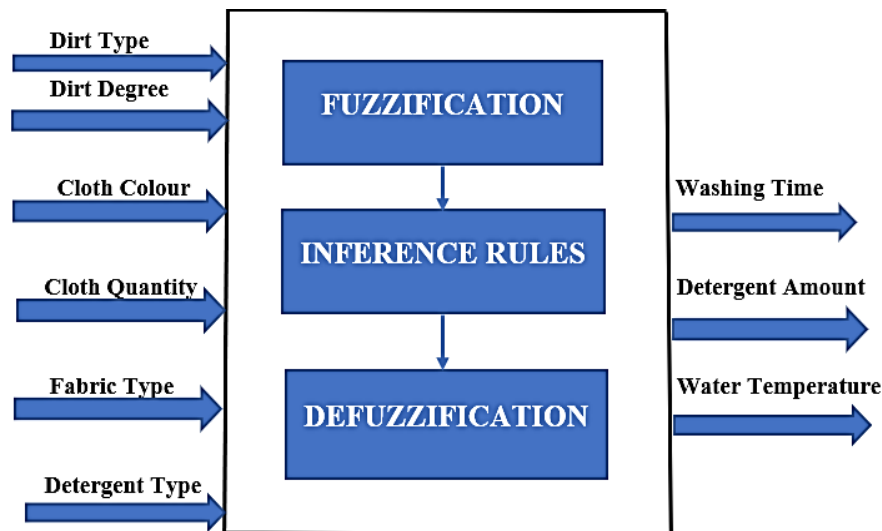 Dirt Type
Dirt Degree
Cloth Colour
Cloth Quantity
Fabric Type
Detergent Type
FUZZIFICATION
INFERENCE RULES
DEFUZZIFICATION
Washing Time
Detergent Amount
Water Temperature